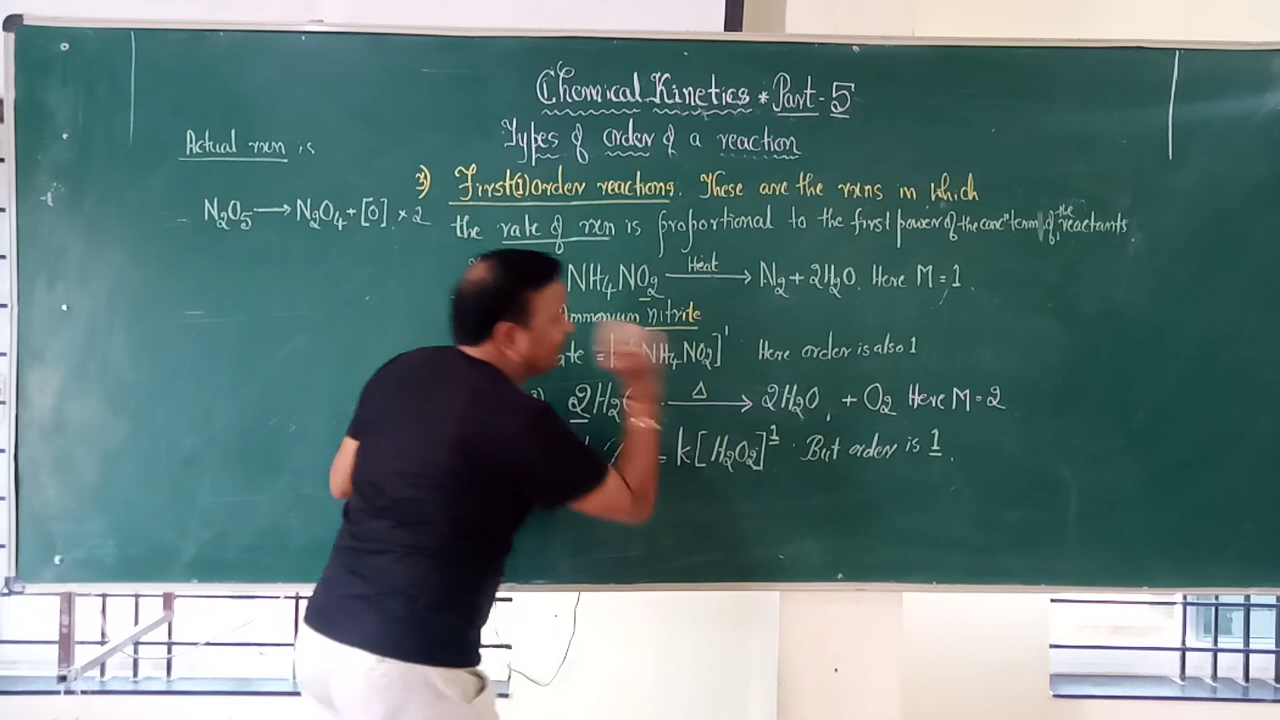 Chemical Kinetics * Part - 5
Types of order of a reaction
Actual rxn is
N₂O₅ ⟶ N₂O₄ + [O] × 2
First(1) Order reactions. These are the rxns in which
the rate of rxn is proportional to the first power of the concⁿ term of the reactants.
NH₄NO₂ —Heat⟶ N₂ + 2H₂O. Here M = 1.
Ammonium nitrite
NH₄NO₂]¹ Here order is also 1
2H₂ —Δ⟶ 2H₂O + O₂ Here M = 2
= k[H₂O₂]¹. But order is 1.